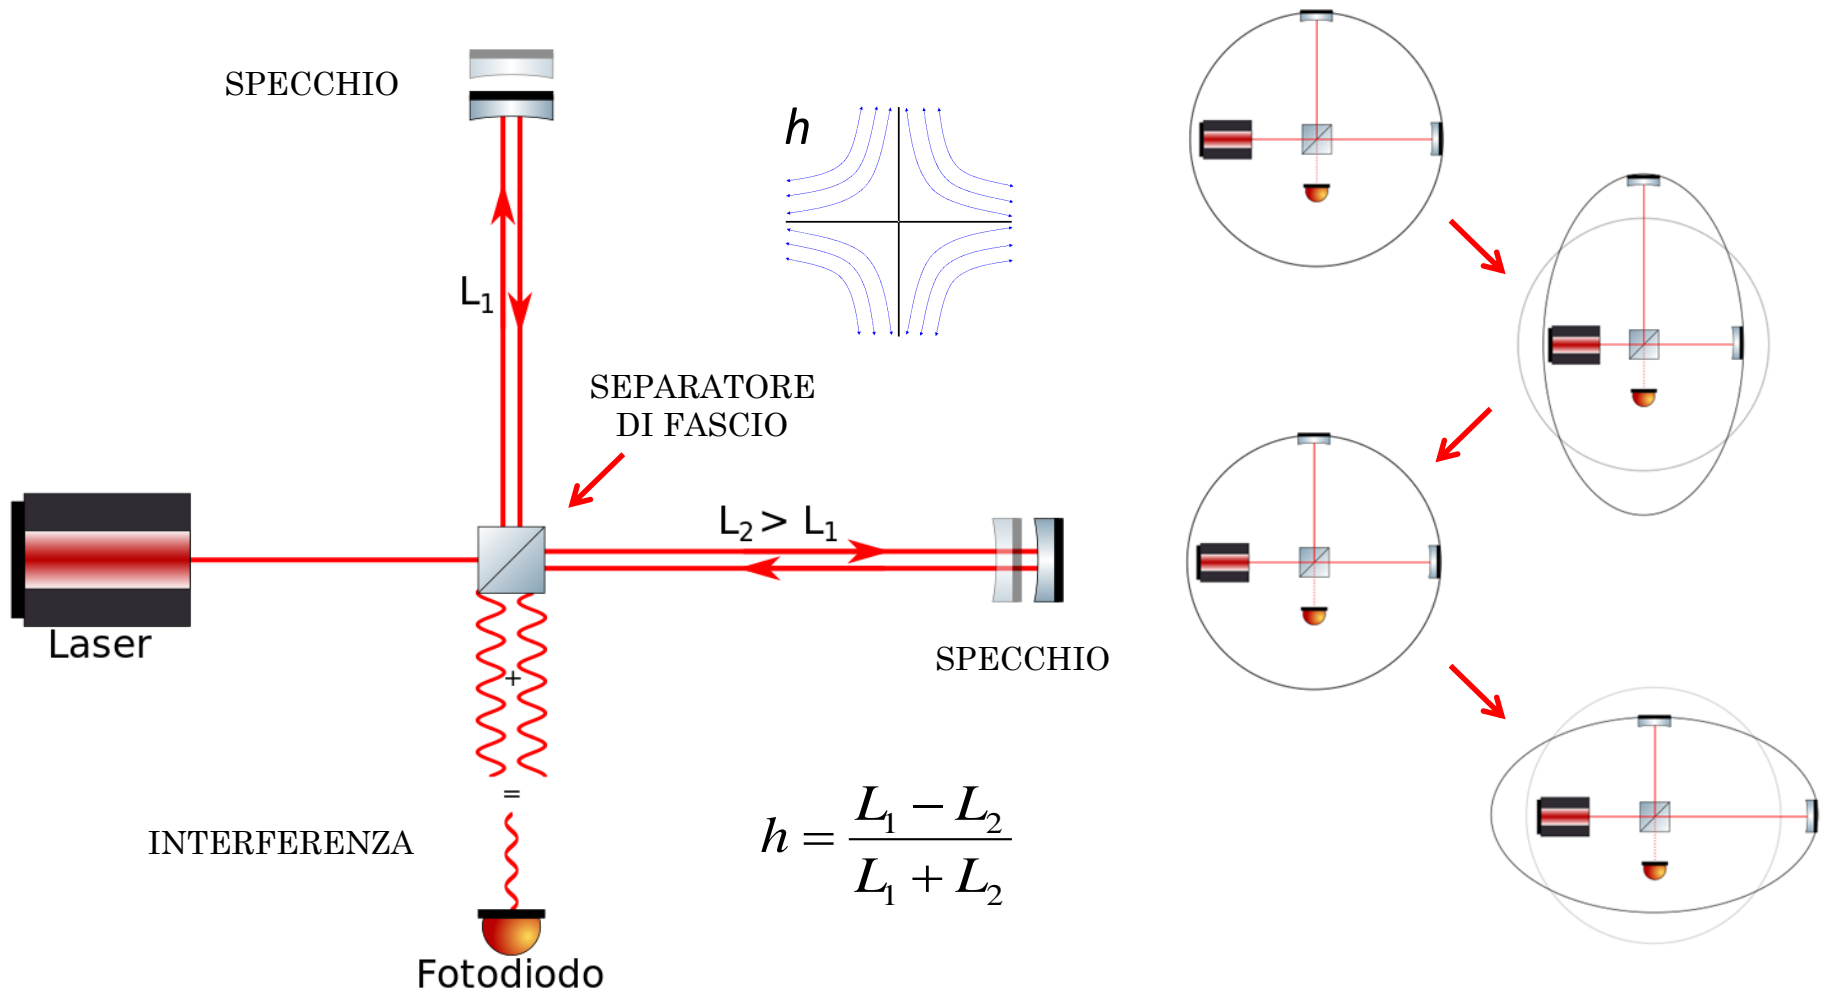 SPECCHIO
h
L₁
SEPARATORE
DI FASCIO
L₂ > L₁
Laser
SPECCHIO
+
=
INTERFERENZA
h = (L₁ − L₂) / (L₁ + L₂)
Fotodiodo